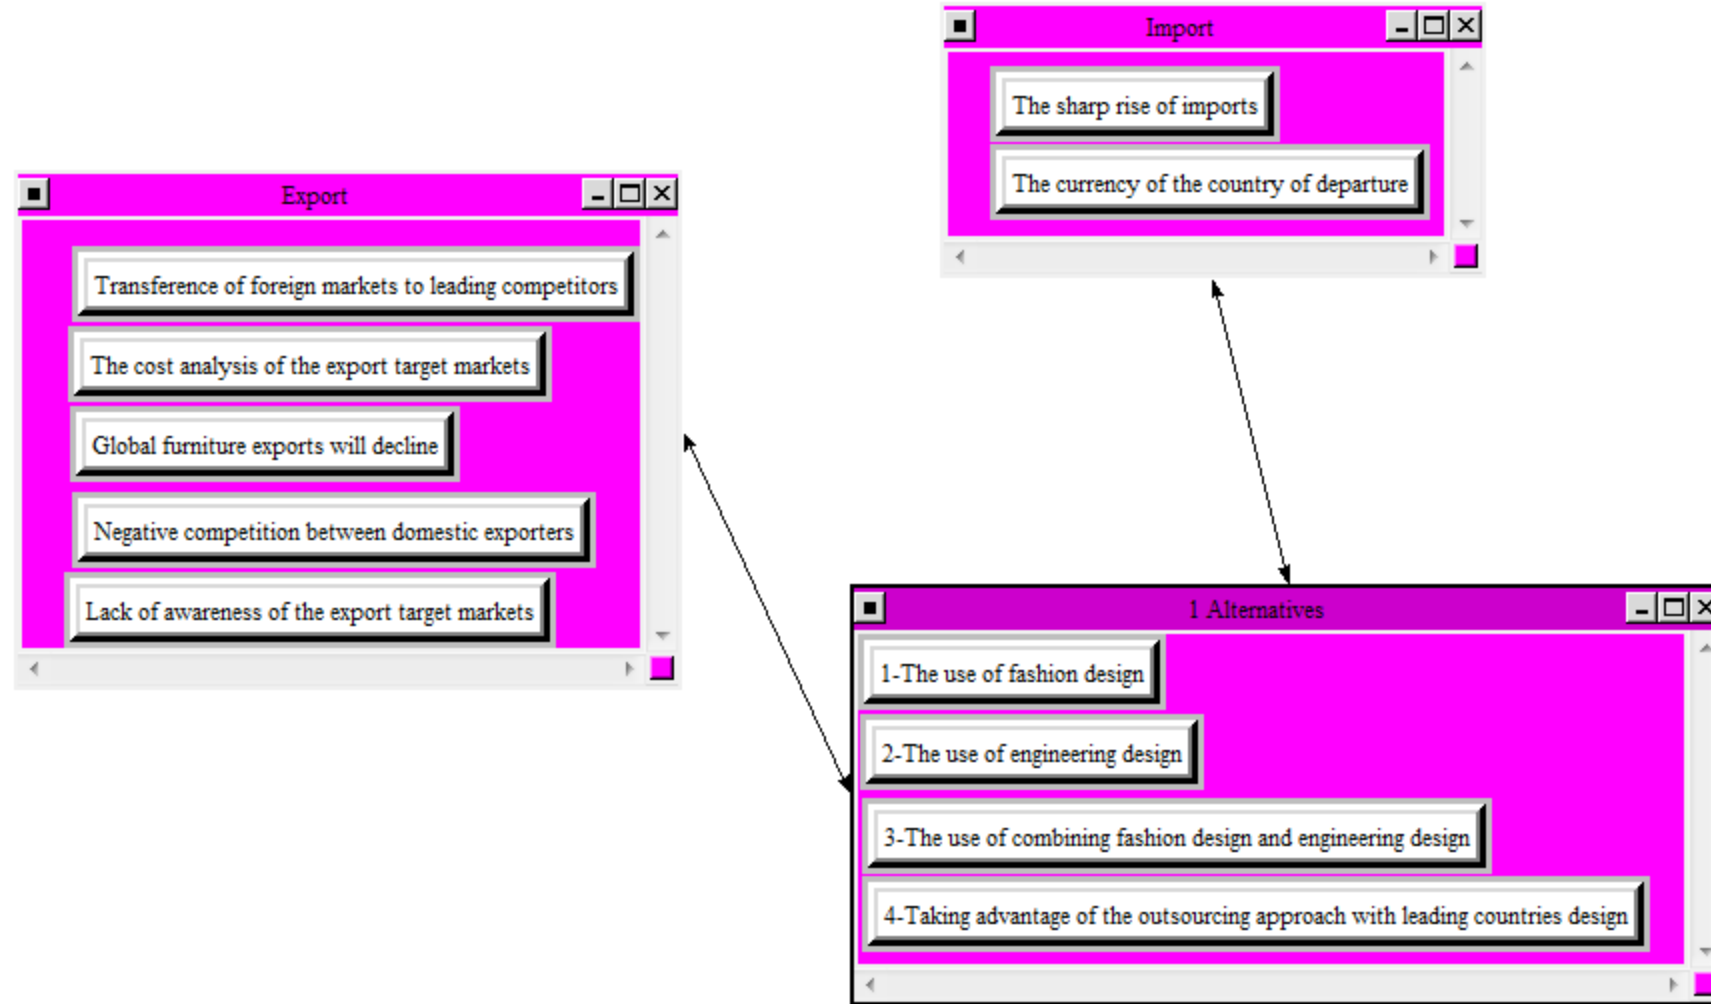 Import
The sharp rise of imports
The currency of the country of departure
Export
Transference of foreign markets to leading competitors
The cost analysis of the export target markets
Global furniture exports will decline
Negative competition between domestic exporters
Lack of awareness of the export target markets
1 Alternatives
1-The use of fashion design
2-The use of engineering design
3-The use of combining fashion design and engineering design
4-Taking advantage of the outsourcing approach with leading countries design